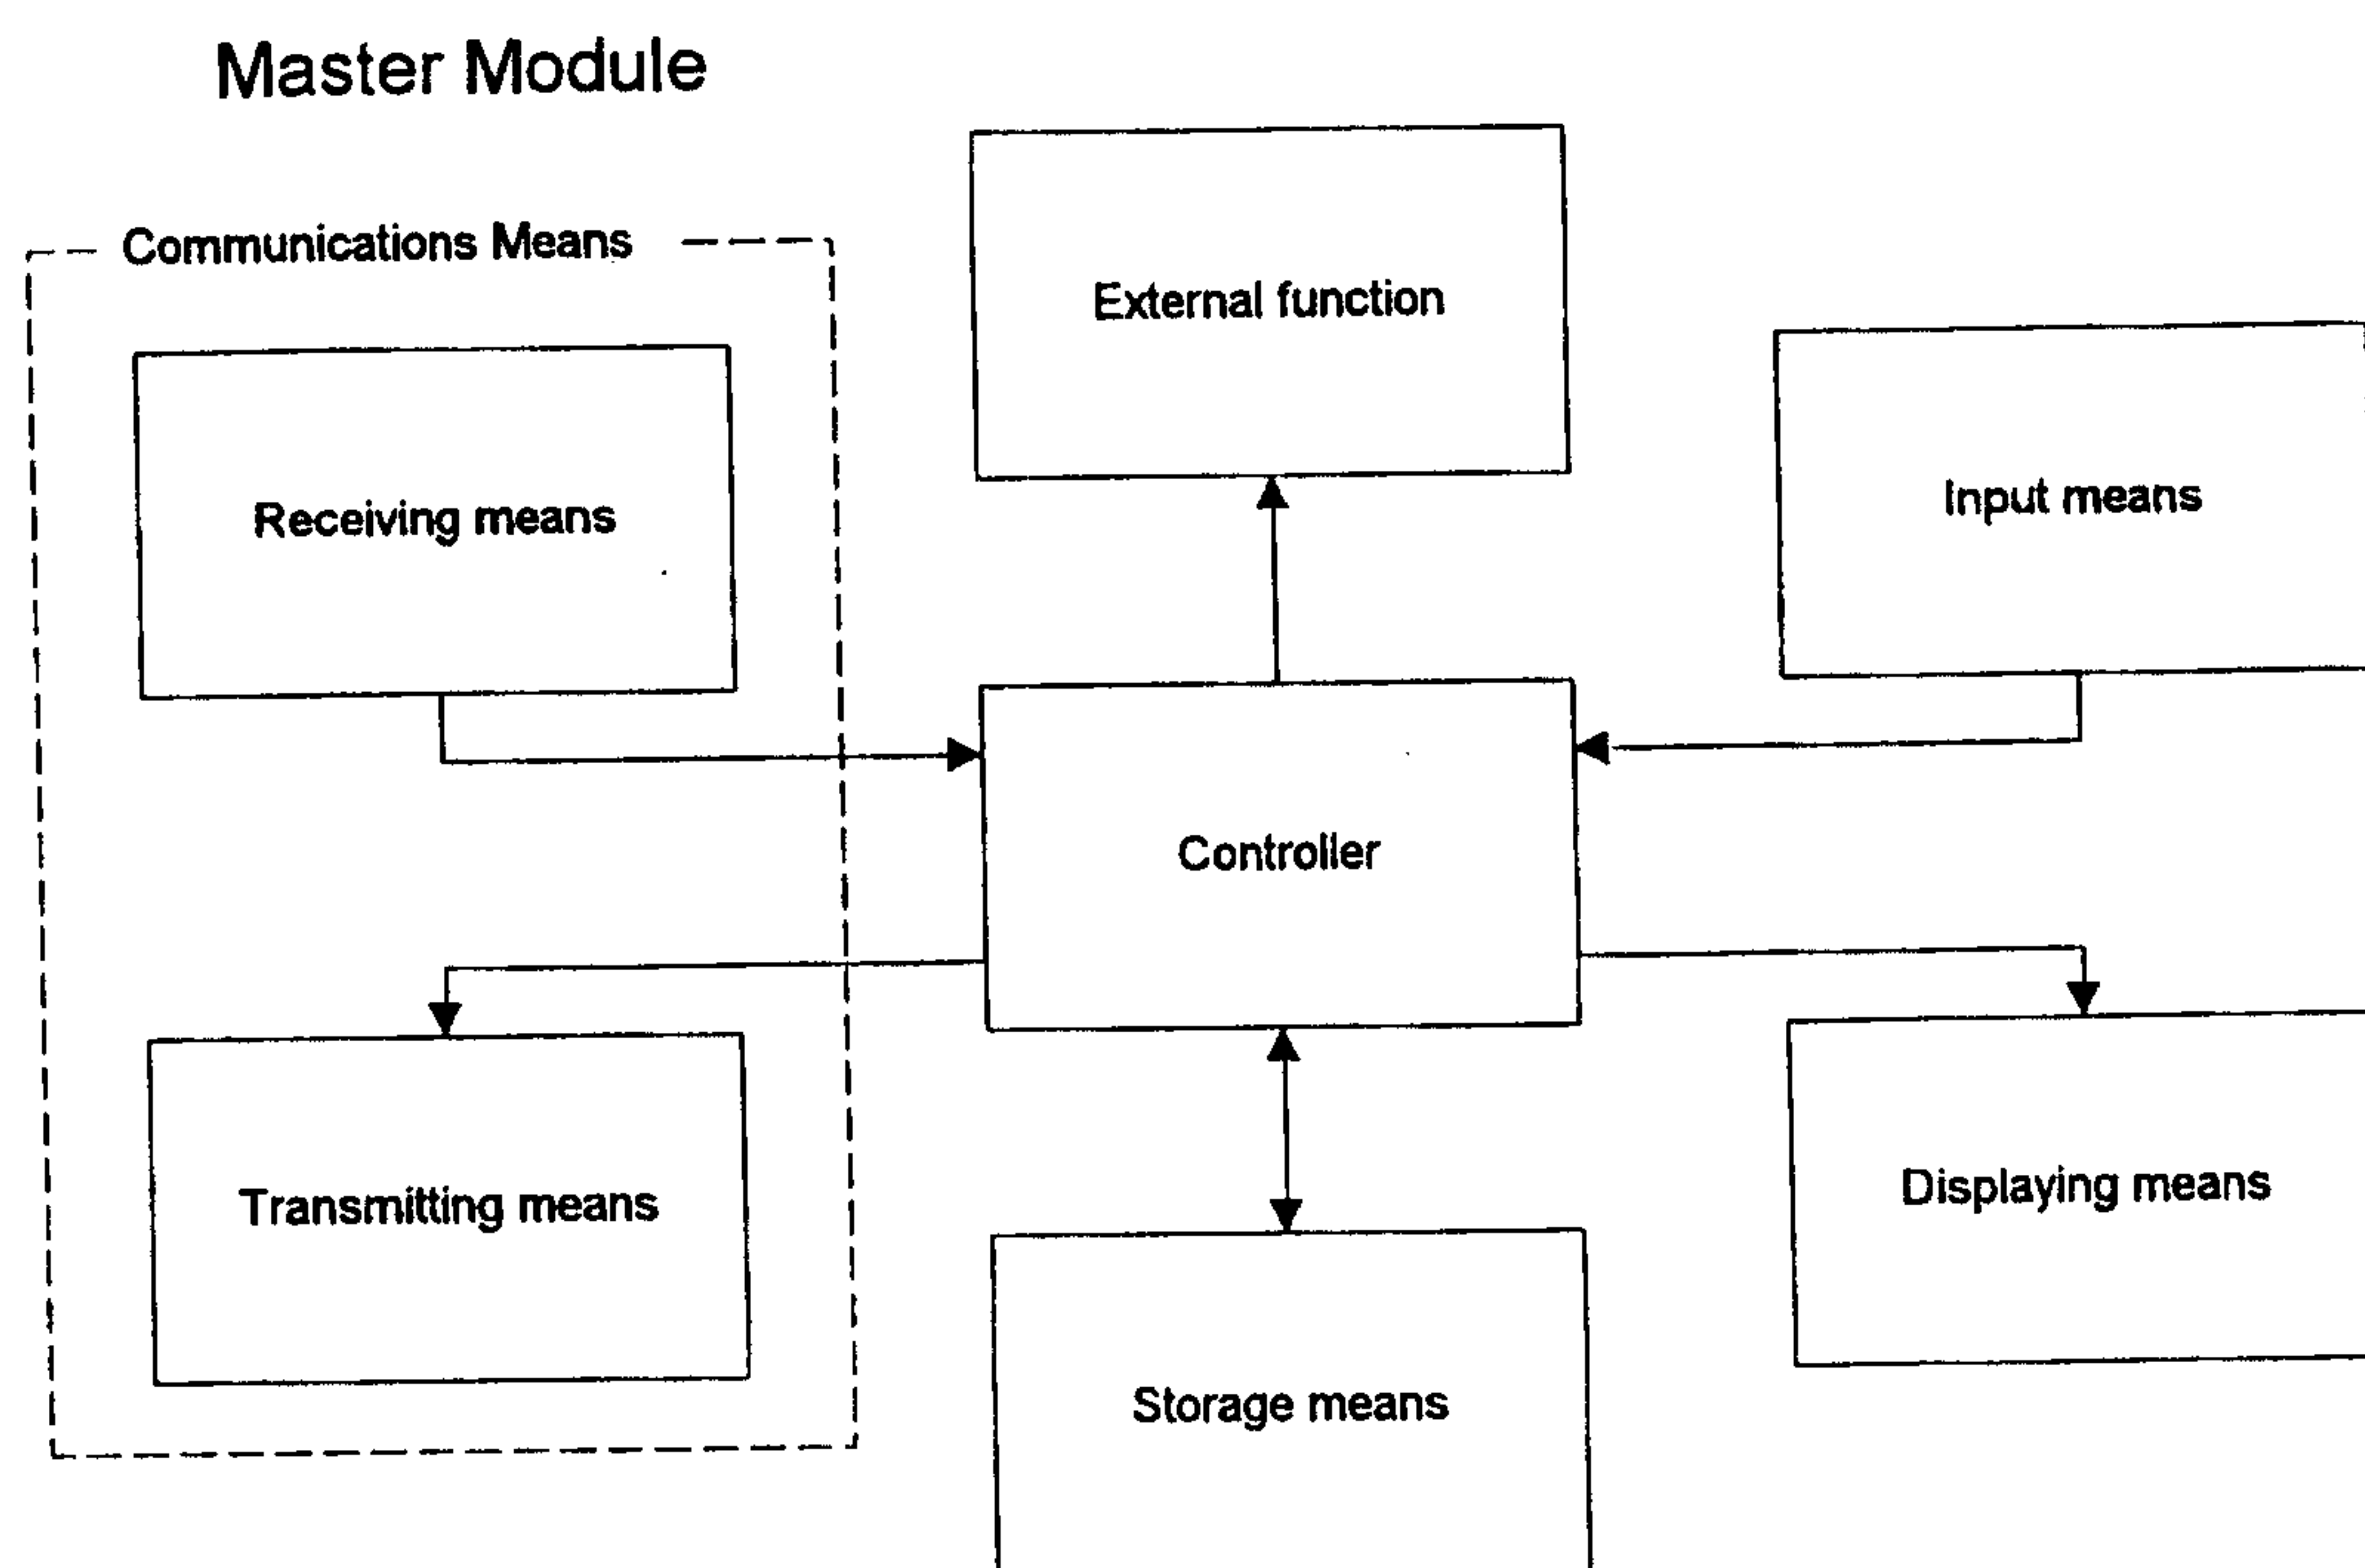 Master Module
Communications Means
External function
Receiving means
Input means
Controller
Transmitting means
Displaying means
Storage means